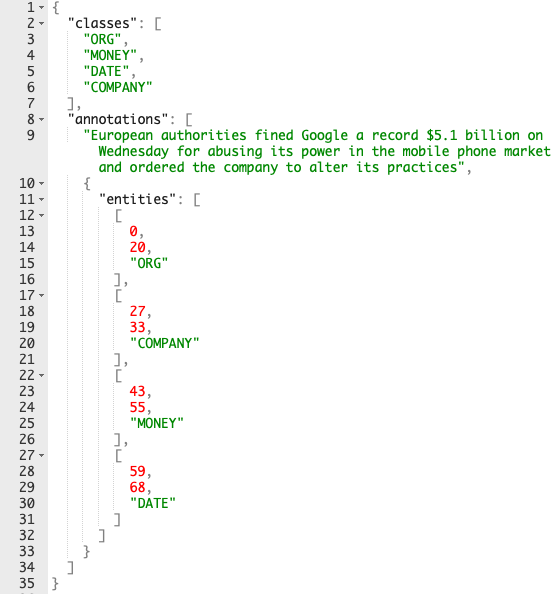 1 {
2 "classes": [
3 "ORG",
4 "MONEY",
5 "DATE",
6 "COMPANY"
7 ],
8 "annotations": [
9 "European authorities fined Google a record $5.1 billion on
Wednesday for abusing its power in the mobile phone market
and ordered the company to alter its practices",
10 {
11 "entities": [
12 [
13 0,
14 20,
15 "ORG"
16 ],
17 [
18 27,
19 33,
20 "COMPANY"
21 ],
22 [
23 43,
24 55,
25 "MONEY"
26 ],
27 [
28 59,
29 68,
30 "DATE"
31 ]
32 ]
33 }
34 ]
35 }